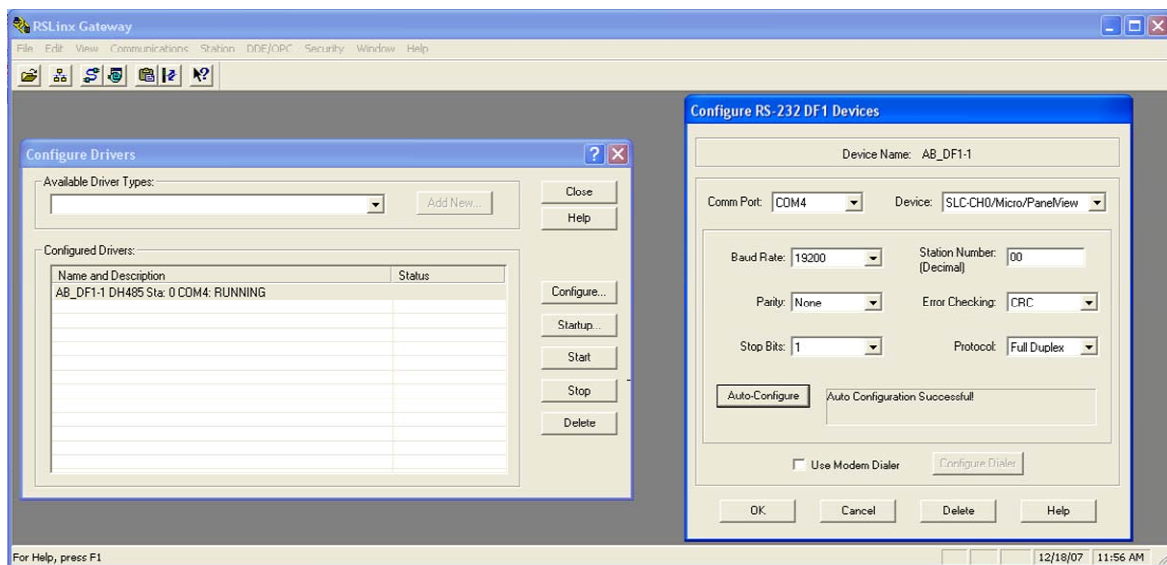 RSLinx Gateway
File Edit View Communications Station DDE/OPC Security Window Help
Configure Drivers
Available Driver Types:
Add New...
Close
Help
Configured Drivers:
Name and Description Status
AB_DF1-1 DH485 Sta: 0 COM4: RUNNING
Configure...
Startup...
Start
Stop
Delete
Configure RS-232 DF1 Devices
Device Name: AB_DF1-1
Comm Port: COM4 Device: SLC-CH0/Micro/PanelView
Baud Rate: 19200 Station Number: 00
(Decimal)
Parity: None Error Checking: CRC
Stop Bits: 1 Protocol: Full Duplex
Auto-Configure Auto Configuration Successful!
Use Modem Dialer Configure Dialer
OK Cancel Delete Help
For Help, press F1 12/18/07 11:56 AM